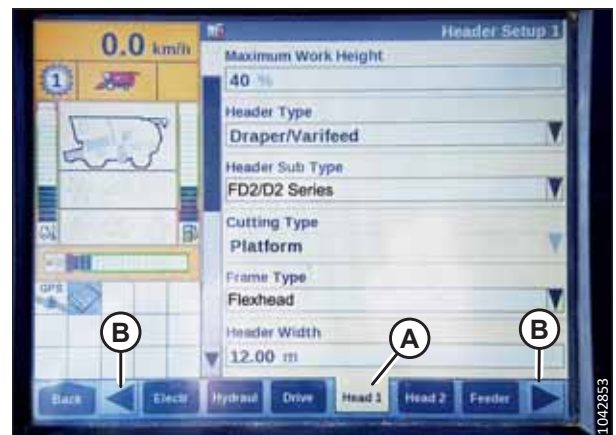 0.0 km/h
Header Setup 1
Maximum Work Height
40 %
1
Header Type
Draper/Varifeed
Header Sub Type
FD2/D2 Series
Cutting Type
Platform
Frame Type
Flexhead
GPS
Header Width
12.00 m
B
A
B
Back
Electr
Hydraul
Drive
Head 1
Head 2
Feeder
1042853